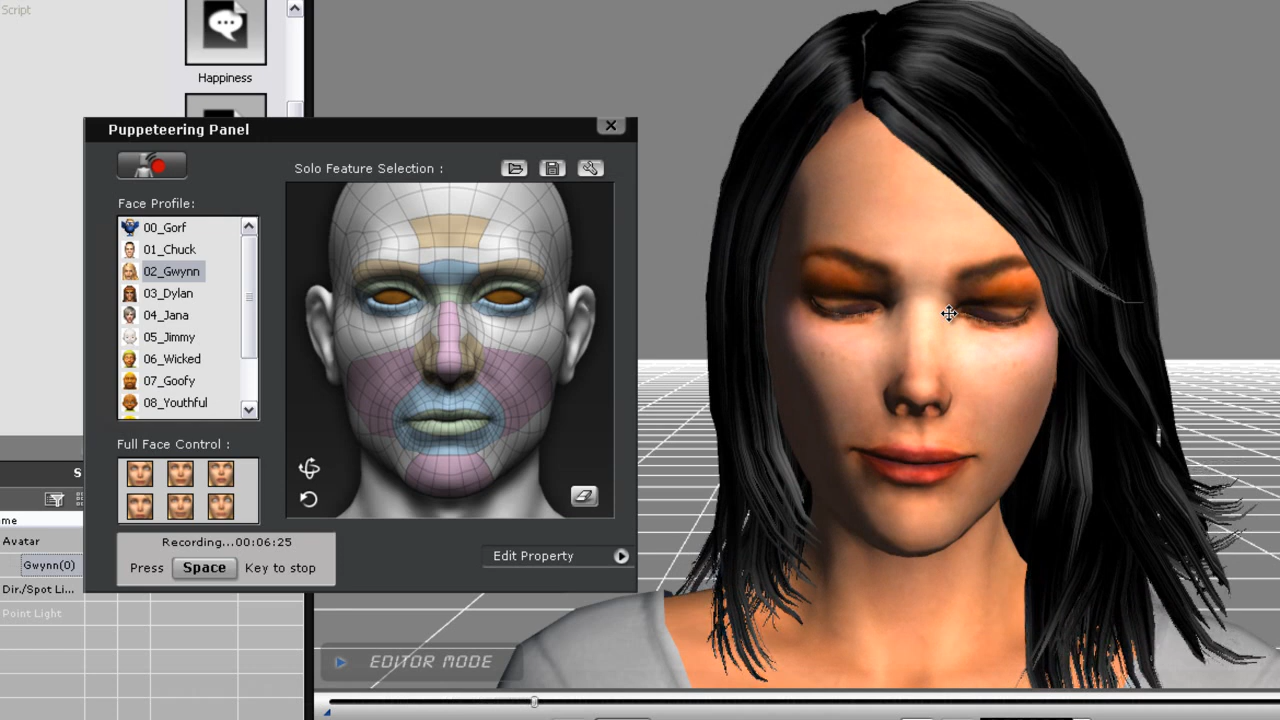 Script
Happiness
Puppeteering Panel
Solo Feature Selection :
Face Profile:
00_Gorf
01_Chuck
02_Gwynn
03_Dylan
04_Jana
05_Jimmy
06_Wicked
07_Goofy
08_Youthful
Full Face Control :
S
me
Recording...00:06:25
Avatar
Edit Property
Gwynn(0)
Press Space Key to stop
Dir./Spot Li...
Point Light
EDITOR MODE